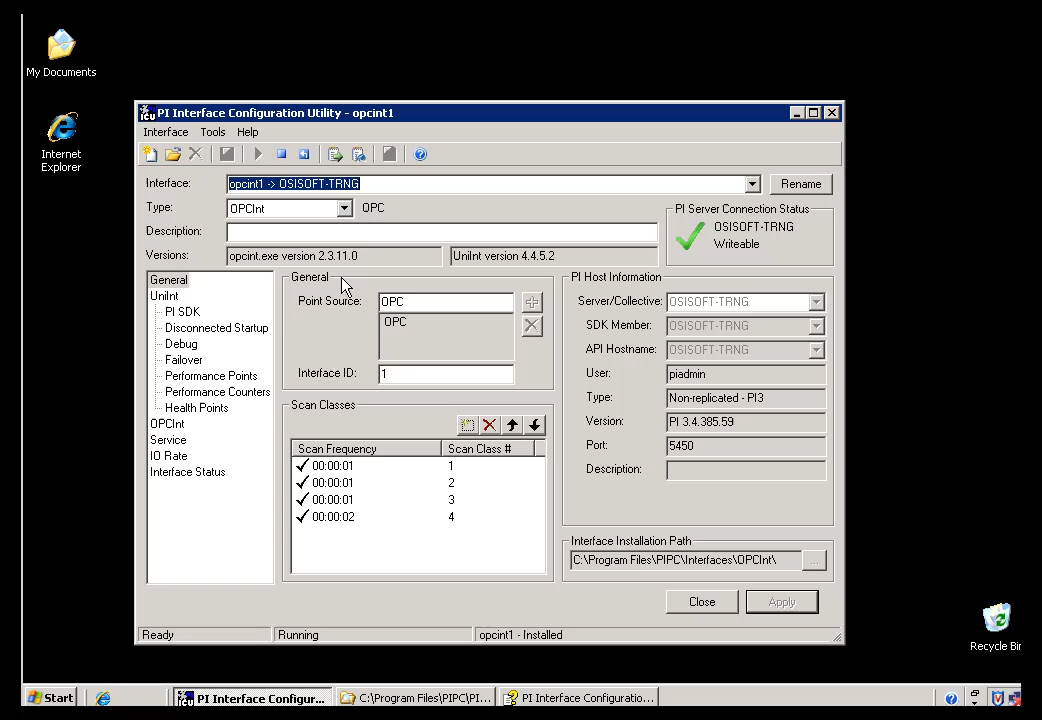 My Documents
Internet
Explorer
ICU PI Interface Configuration Utility - opcint1
Interface Tools Help
Interface: opcint1 -> OSISOFT-TRNG Rename
Type: OPCInt OPC
Description:
Versions: opcint.exe version 2.3.11.0 UniInt version 4.4.5.2
PI Server Connection Status
OSISOFT-TRNG
Writeable
General
UniInt
PI SDK
Disconnected Startup
Debug
Failover
Performance Points
Performance Counters
Health Points
OPCInt
Service
IO Rate
Interface Status
General
Point Source: OPC
OPC
Interface ID: 1
Scan Classes
Scan Frequency Scan Class #
00:00:01 1
00:00:01 2
00:00:01 3
00:00:02 4
PI Host Information
Server/Collective: OSISOFT-TRNG
SDK Member: OSISOFT-TRNG
API Hostname: OSISOFT-TRNG
User: piadmin
Type: Non-replicated - PI3
Version: PI 3.4.385.59
Port: 5450
Description:
Interface Installation Path
C:\Program Files\PIPC\Interfaces\OPCInt\ ...
Close Apply
Ready Running opcint1 - Installed
Recycle Bin
Start ICU PI Interface Configur... C:\Program Files\PIPC\PI... PI Interface Configuratio...